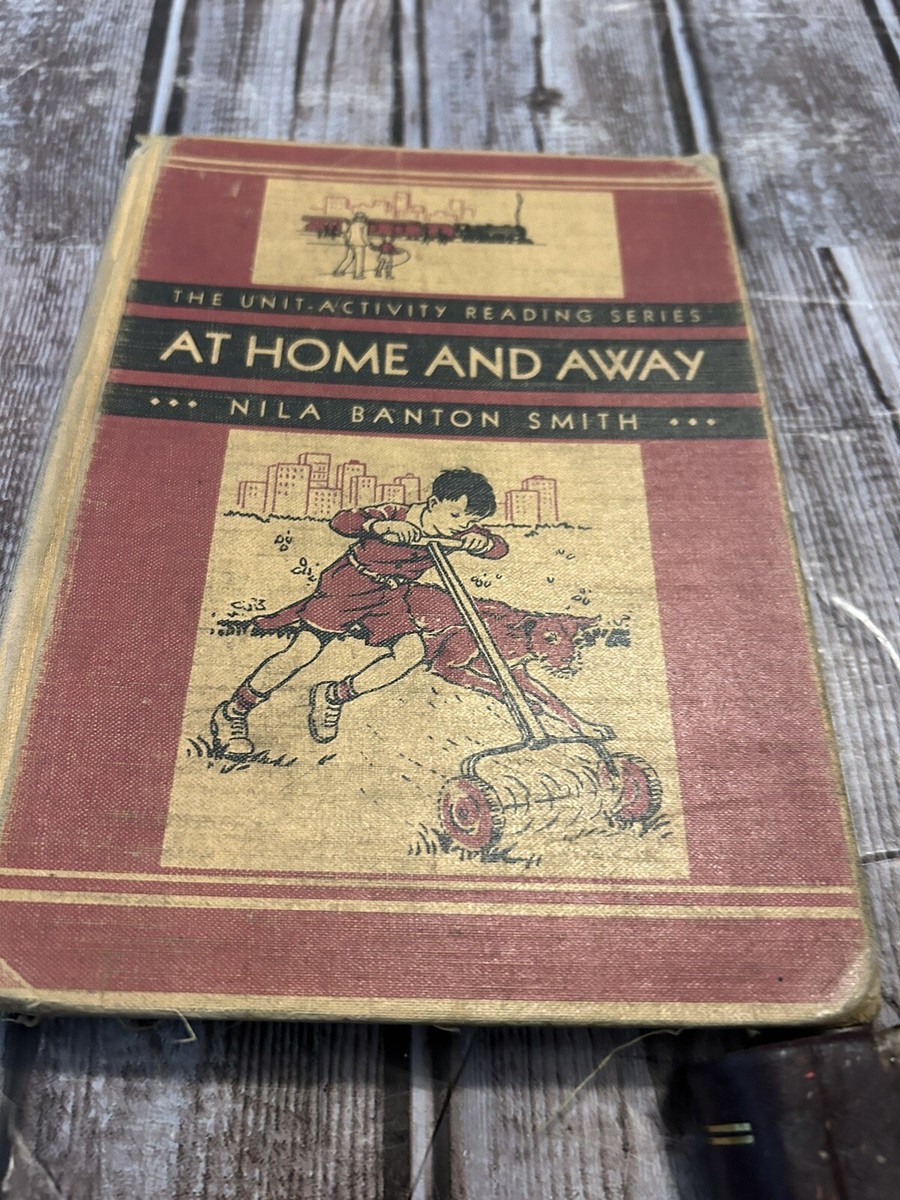 THE UNIT-ACTIVITY READING SERIES
AT HOME AND AWAY
NILA BANTON SMITH